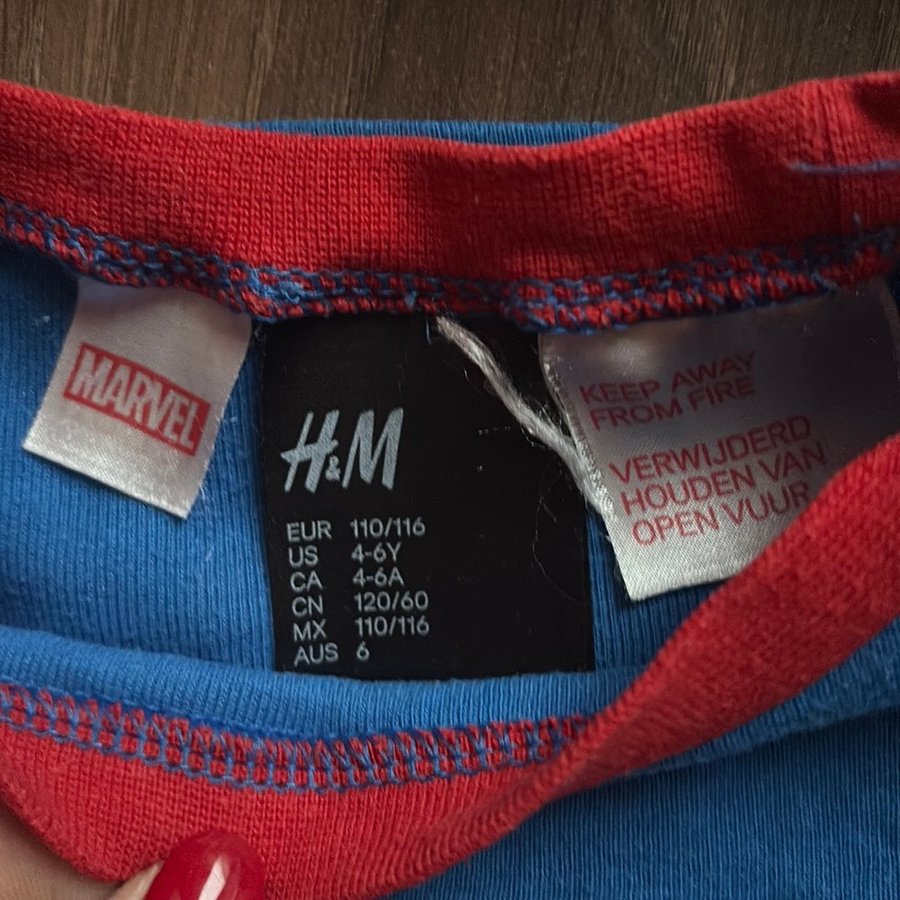 MARVEL
H&M
EUR 110/116
US 4-6Y
CA 4-6A
CN 120/60
MX 110/116
AUS 6
KEEP AWAY
FROM FIRE
VERWIJDERD
HOUDEN VAN
OPEN VUUR